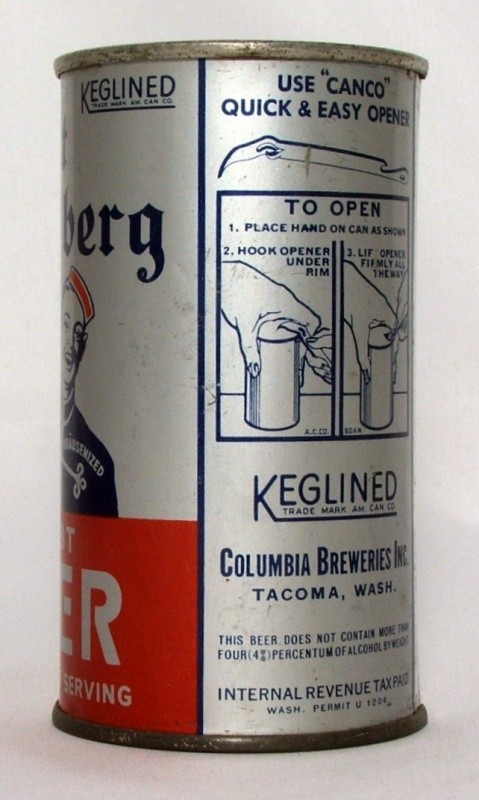 KEGLINED
TRADE MARK AM. CAN CO.
berg
ER
SERVING
USE "CANCO"
QUICK & EASY OPENER
TO OPEN
1. PLACE HAND ON CAN AS SHOWN
2. HOOK OPENER
UNDER
RIM
3. LIF OPENER
FIRMLY ALL
THE WAY
A.C.CO.
KEGLINED
TRADE MARK AM. CAN CO.
COLUMBIA BREWERIES INC.
TACOMA, WASH.
THIS BEER DOES NOT CONTAIN MORE THAN
FOUR (4%) PERCENTUM OF ALCOHOL BY WEIGHT
INTERNAL REVENUE TAX PAID
WASH. PERMIT U 1204